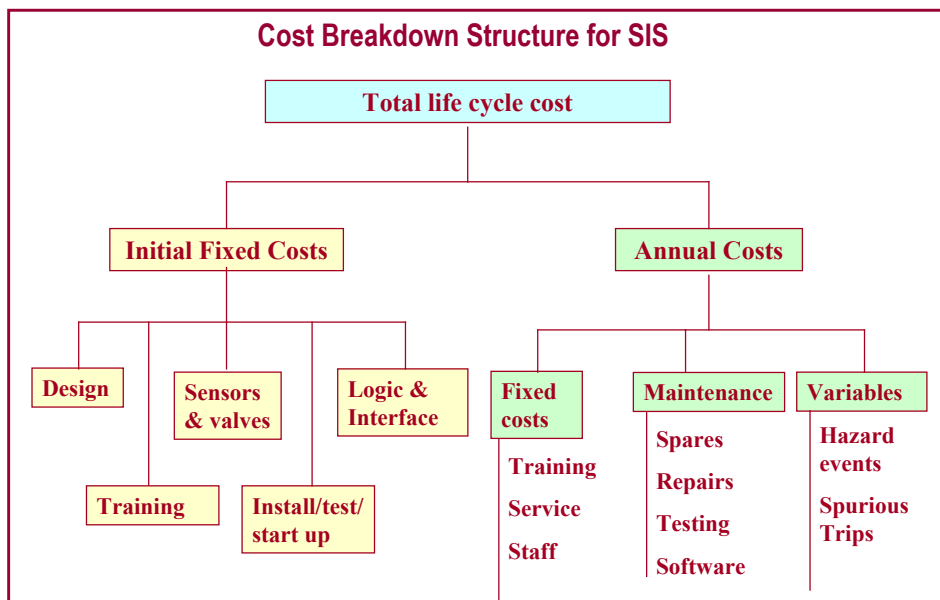 Cost Breakdown Structure for SIS
Total life cycle cost
Initial Fixed Costs
Annual Costs
Design
Sensors
& valves
Logic &
Interface
Training
Install/test/
start up
Fixed
costs
Training
Service
Staff
Maintenance
Spares
Repairs
Testing
Software
Variables
Hazard
events
Spurious
Trips